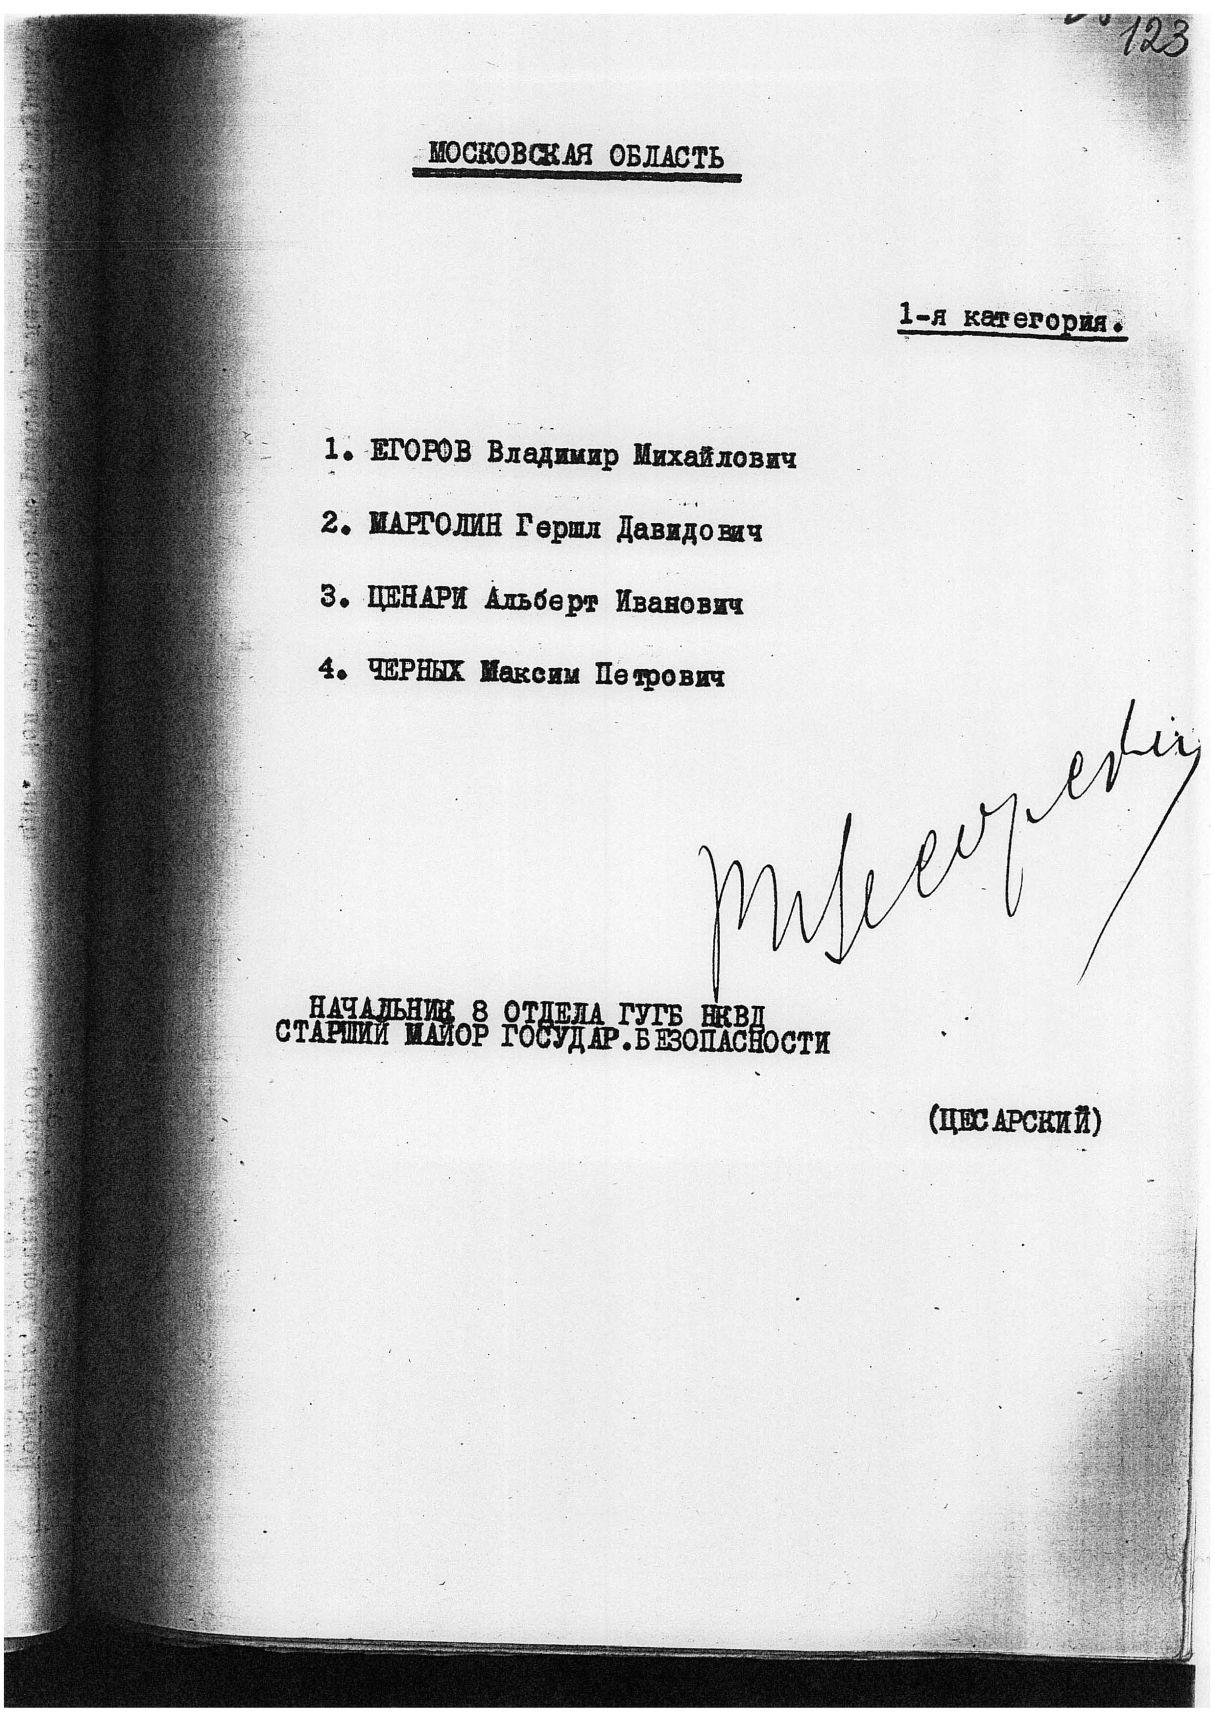 123
МОСКОВСКАЯ ОБЛАСТЬ
1-я категория.
1. ЕГОРОВ Владимир Михайлович
2. МАРГОЛИН Гершл Давидович
3. ЦЕНАРИ Альберт Иванович
4. ЧЕРНЫХ Максим Петрович
НАЧАЛЬНИК 8 ОТДЕЛА ГУГБ НКВД
СТАРШИЙ МАЙОР ГОСУДАР.БЕЗОПАСНОСТИ
(ЦЕСАРСКИЙ)